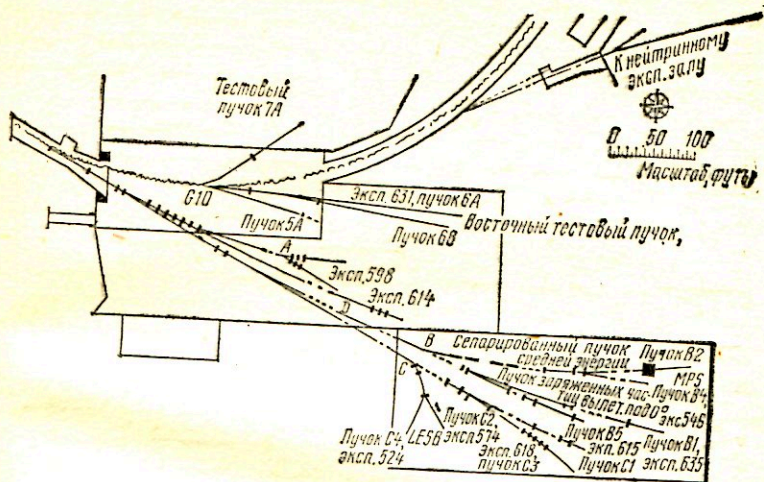 К нейтринному
эксп. залу
Тестовый
пучок 7А
0 50 100
Масштаб, футы
G10
Эксп. 631, пучок 6А
Пучок 5А
Восточный тестовый пучок,
Пучок 6В
А
Эксп. 598
Эксп. 614
D
В
Сепарированный пучок
средней энергии
Пучок В2
МР5
С
Пучок заряженных час-
тиц вылет. под 0°
Пучок В4,
экс 546
Пучок С2,
эксп. 574
Пучок В5
Пучок В1,
эксп. 635
Пучок С4, LESB
эксп. 524
Эксп. 618,
пучок С3
экп. 615
Пучок С1